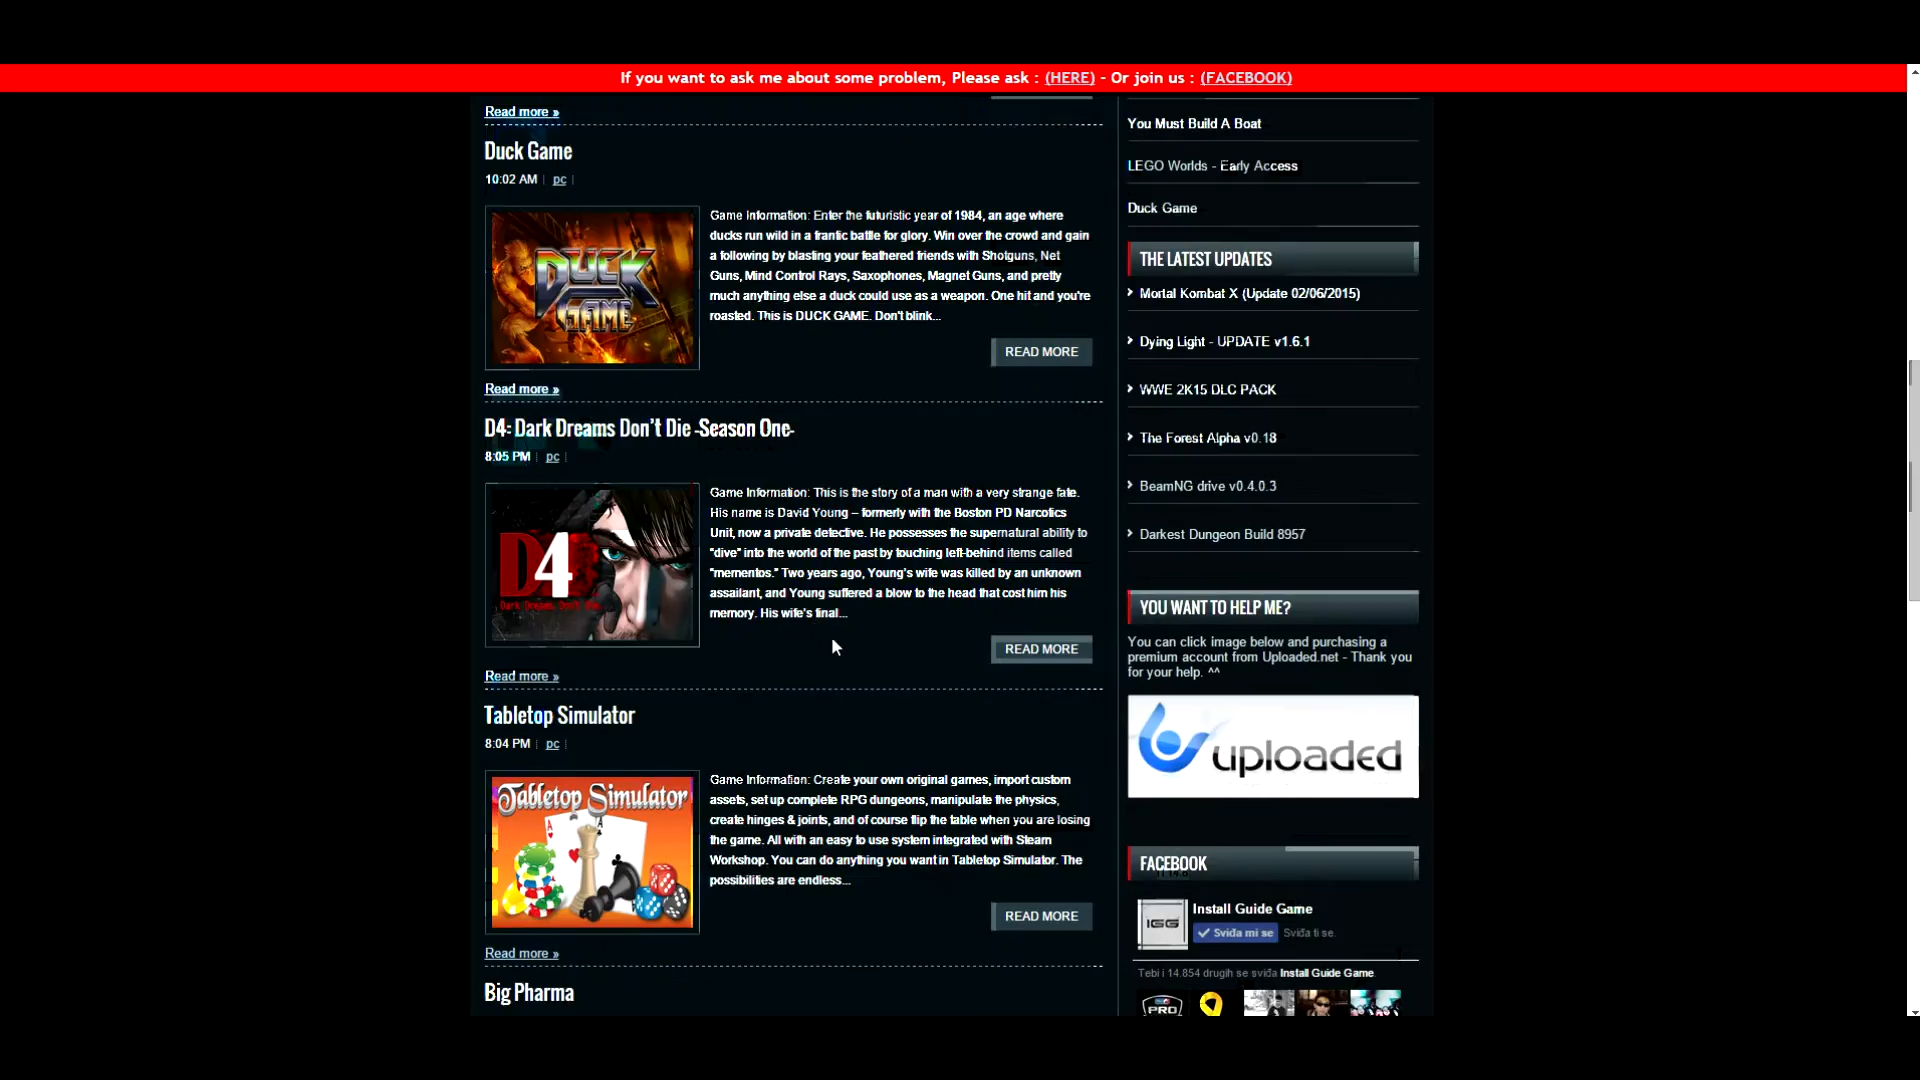 If you want to ask me about some problem, Please ask : (HERE) - Or join us : (FACEBOOK)
Read more »
Duck Game
10:02 AM | pc |
DUCK
GAME
Game Information: Enter the futuristic year of 1984, an age where
ducks run wild in a frantic battle for glory. Win over the crowd and gain
a following by blasting your feathered friends with Shotguns, Net
Guns, Mind Control Rays, Saxophones, Magnet Guns, and pretty
much anything else a duck could use as a weapon. One hit and you're
roasted. This is DUCK GAME. Don't blink...
READ MORE
Read more »
D4: Dark Dreams Don't Die -Season One-
8:05 PM | pc |
D4
Dark Dreams Don't Die
Game Information: This is the story of a man with a very strange fate.
His name is David Young – formerly with the Boston PD Narcotics
Unit, now a private detective. He possesses the supernatural ability to
"dive" into the world of the past by touching left-behind items called
"mementos." Two years ago, Young's wife was killed by an unknown
assailant, and Young suffered a blow to the head that cost him his
memory. His wife's final...
READ MORE
Read more »
Tabletop Simulator
8:04 PM | pc |
Tabletop Simulator
Game Information: Create your own original games, import custom
assets, set up complete RPG dungeons, manipulate the physics,
create hinges & joints, and of course flip the table when you are losing
the game. All with an easy to use system integrated with Steam
Workshop. You can do anything you want in Tabletop Simulator. The
possibilities are endless...
READ MORE
Read more »
Big Pharma
You Must Build A Boat
LEGO Worlds - Early Access
Duck Game
THE LATEST UPDATES
Mortal Kombat X (Update 02/06/2015)
Dying Light - UPDATE v1.6.1
WWE 2K15 DLC PACK
The Forest Alpha v0.18
BeamNG drive v0.4.0.3
Darkest Dungeon Build 8957
YOU WANT TO HELP ME?
You can click image below and purchasing a
premium account from Uploaded.net - Thank you
for your help. ^^
uploaded
FACEBOOK
IGG
Install Guide Game
Sviđa mi se Sviđa ti se.
Tebi i 14.854 drugih se sviđa Install Guide Game
PRO